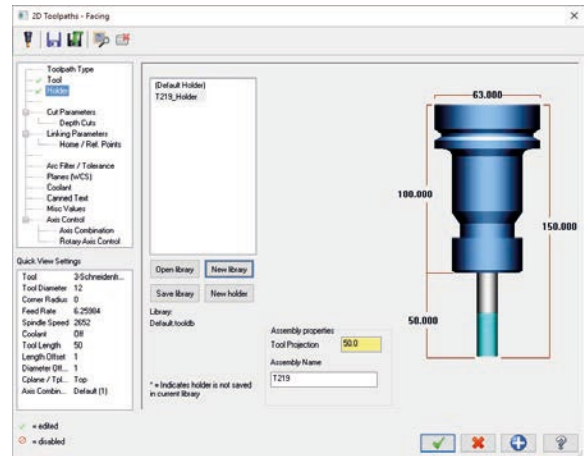 2D Toolpaths - Facing
Toolpath Type
Tool
Holder
Cut Parameters
Depth Cuts
Linking Parameters
Home / Ref. Points
Arc Filter / Tolerance
Planes (WCS)
Coolant
Canned Text
Misc Values
Axis Control
Axis Combination
Rotary Axis Control
Quick View Settings
Tool 3-Schneidenfr...
Tool Diameter 12
Corner Radius 0
Feed Rate 6.25984
Spindle Speed 2652
Coolant Off
Tool Length 50
Length Offset 1
Diameter Off... 1
Cplane / Tpl... Top
Axis Combin... Default (1)
= edited
= disabled
(Default Holder)
T219_Holder
Open library New library
Save library New holder
Library:
Default.tooldb
* = Indicates holder is not saved
in current library
Assembly properties
Tool Projection 50.0
Assembly Name
T219
63.000
100.000
150.000
50.000